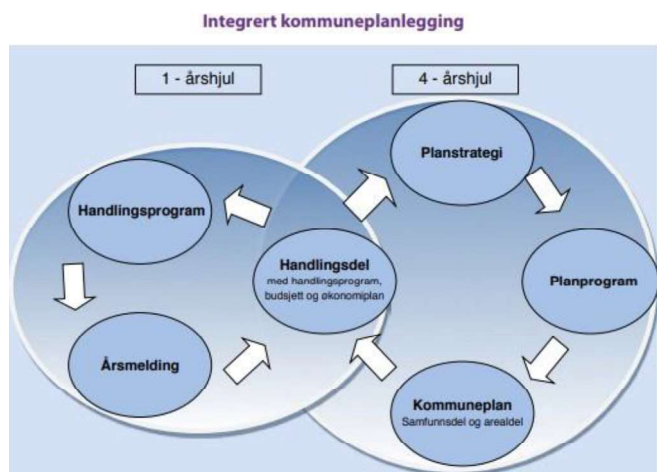 Integrert kommuneplanlegging
1 - årshjul
4 - årshjul
Planstrategi
Handlingsprogram
Handlingsdel
med handlingsprogram,
budsjett og økonomiplan
Planprogram
Årsmelding
Kommuneplan
Samfunnsdel og arealdel